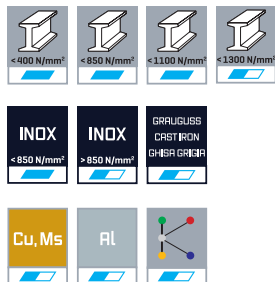 <400 N/mm² <850 N/mm² <1100 N/mm² <1300 N/mm²
INOX INOX GRAUGUSS
CAST IRON
GHISA GRIGIA
<850 N/mm² >850 N/mm²
Cu, Ms Al